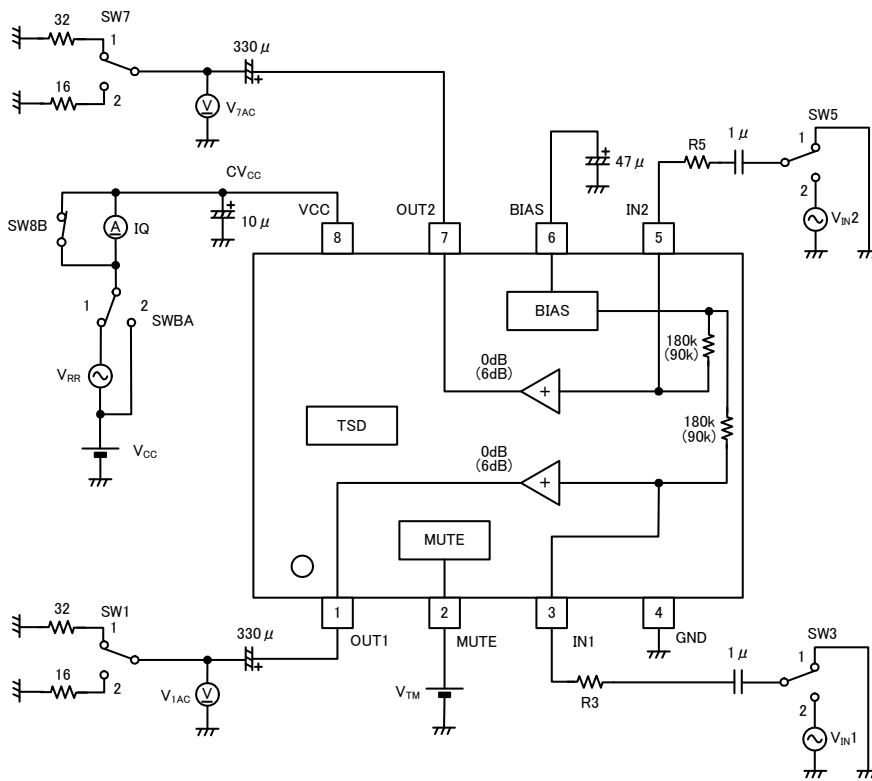 SW7
32
1
16
2
330μ
V7AC
CVCC
SW8B
A
IQ
10μ
VCC
8
OUT2
7
BIAS
6
47μ
IN2
5
R5
1μ
SW5
1
2
VIN2
1
2
SWBA
VRR
VCC
BIAS
180k
(90k)
0dB
(6dB)
+
180k
(90k)
TSD
0dB
(6dB)
+
MUTE
32
SW1
1
16
2
330μ
V
V1AC
V
1
OUT1
2
MUTE
VTM
3
IN1
4
GND
R3
1μ
SW3
1
2
VIN1